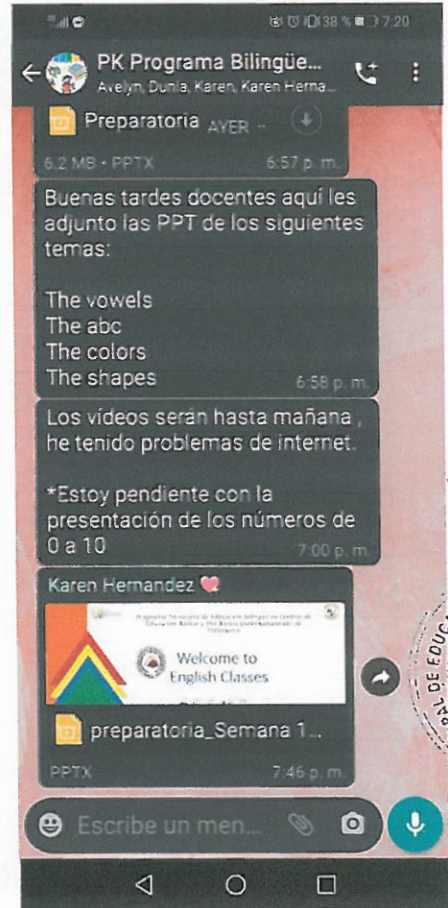 38 % 7:20
PK Programa Bilingüe...
Avelyn, Dunia, Karen, Karen Herna...
Preparatoria AYER ..
6.2 MB • PPTX 6:57 p. m.
Buenas tardes docentes aquí les
adjunto las PPT de los siguientes
temas:
The vowels
The abc
The colors
The shapes 6:58 p. m.
Los vídeos serán hasta mañana ,
he tenido problemas de internet.
*Estoy pendiente con la
presentación de los números de
0 a 10 7:00 p. m.
Karen Hernandez
Welcome to
English Classes
preparatoria_Semana 1...
PPTX 7:46 p. m.
Escribe un men...
PAL DE EDUC